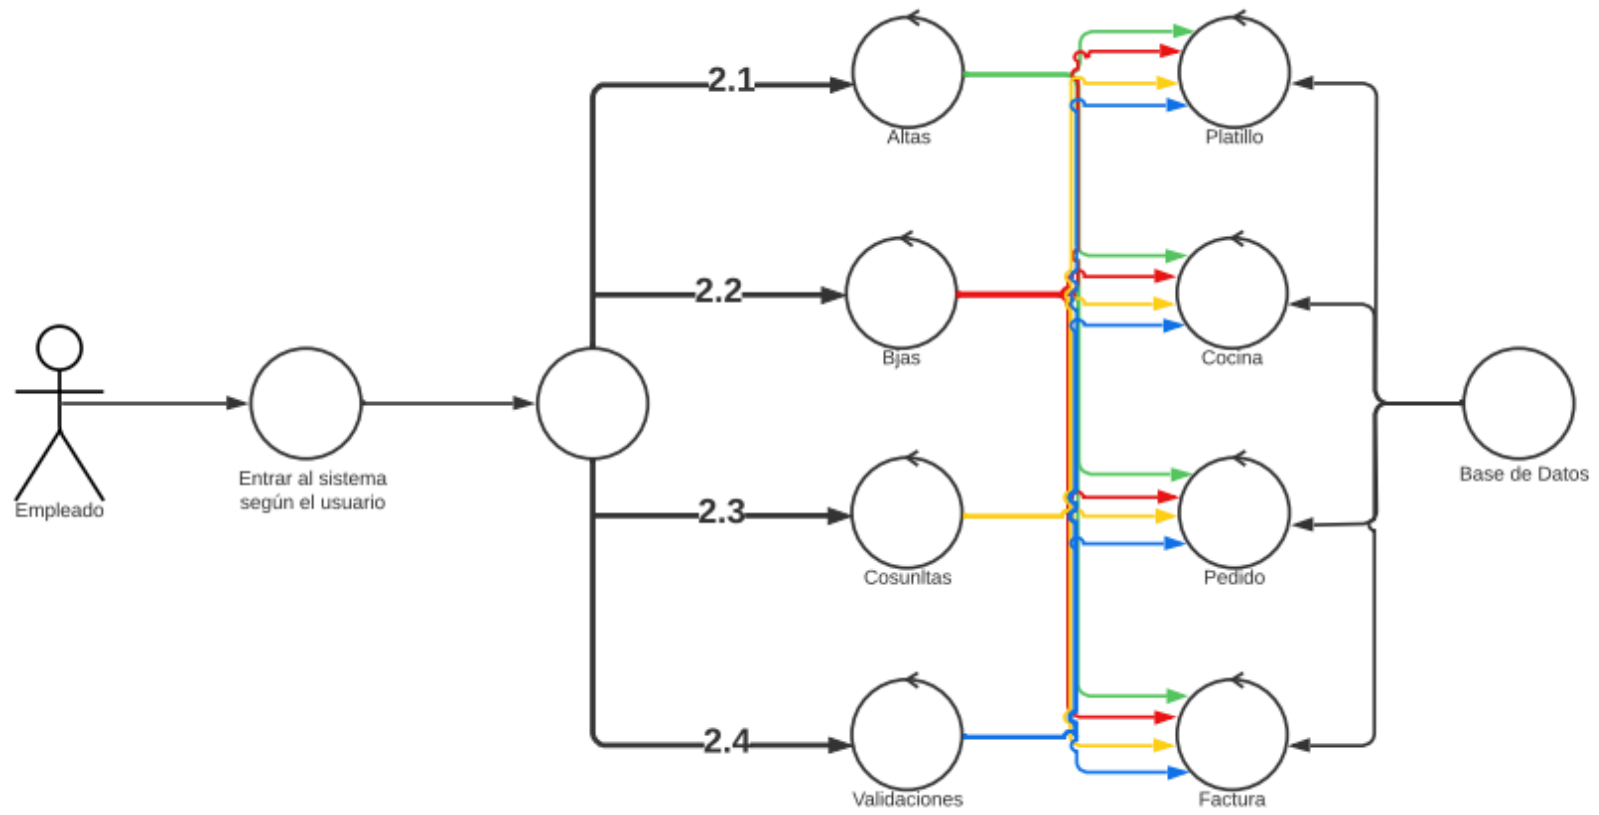 2.1
Altas
Platillo
2.2
Bjas
Cocina
Empleado
Entrar al sistema
según el usuario
Base de Datos
2.3
Cosunltas
Pedido
2.4
Validaciones
Factura